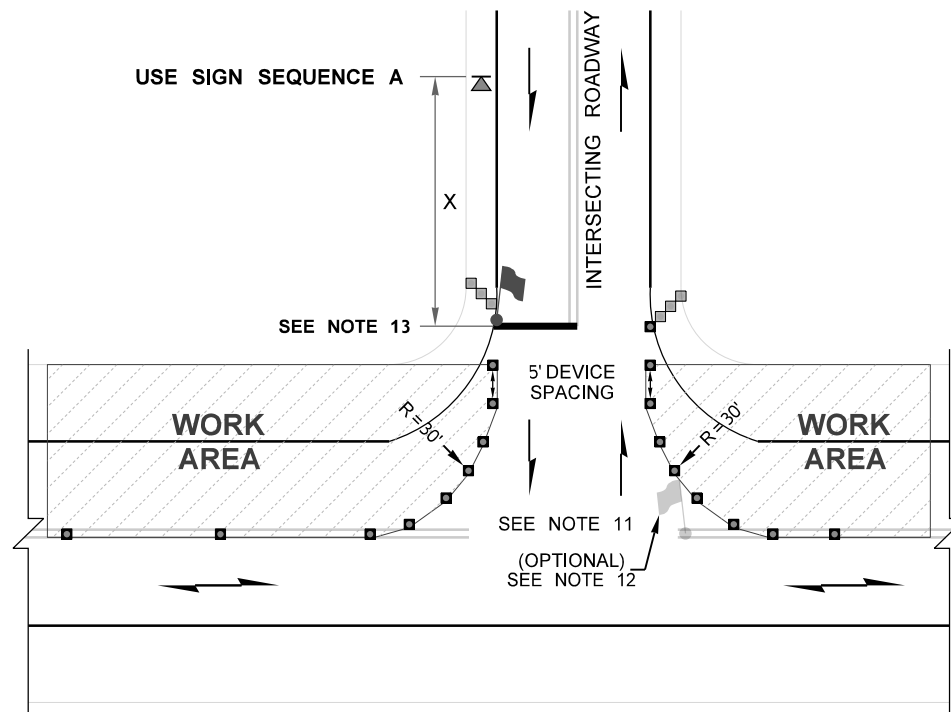 USE SIGN SEQUENCE A
INTERSECTING ROADWAY
X
SEE NOTE 13
5' DEVICE
SPACING
R = 30'
R = 30'
WORK
AREA
WORK
AREA
SEE NOTE 11
(OPTIONAL)
SEE NOTE 12